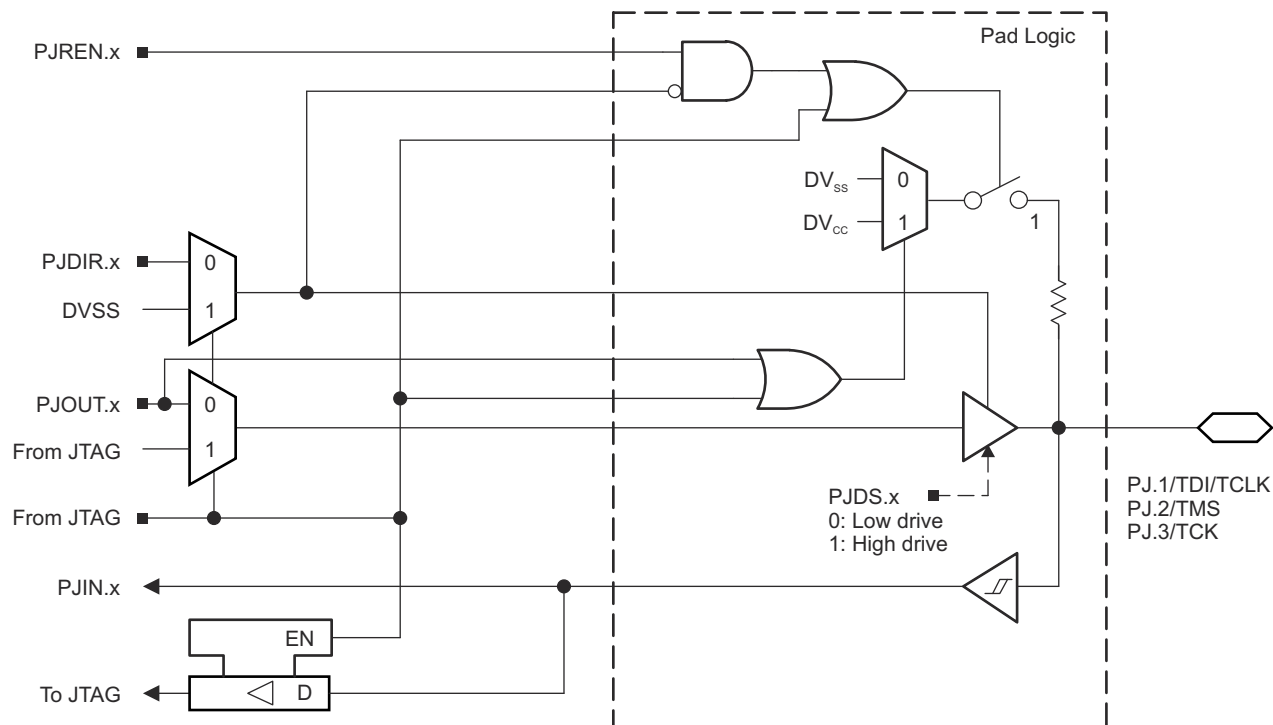 Pad Logic
PJREN.x
DVSS
0
DVCC
1
1
PJDIR.x
0
DVSS
1
PJOUT.x
0
From JTAG
1
PJDS.x
0: Low drive
1: High drive
PJ.1/TDI/TCLK
PJ.2/TMS
PJ.3/TCK
From JTAG
PJIN.x
EN
To JTAG
D